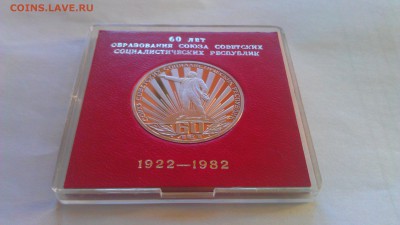 COINS.LAVE.RU
60 ЛЕТ
ОБРАЗОВАНИЯ СОЮЗА СОВЕТСКИХ
СОЦИАЛИСТИЧЕСКИХ РЕСПУБЛИК
60
1922—1982